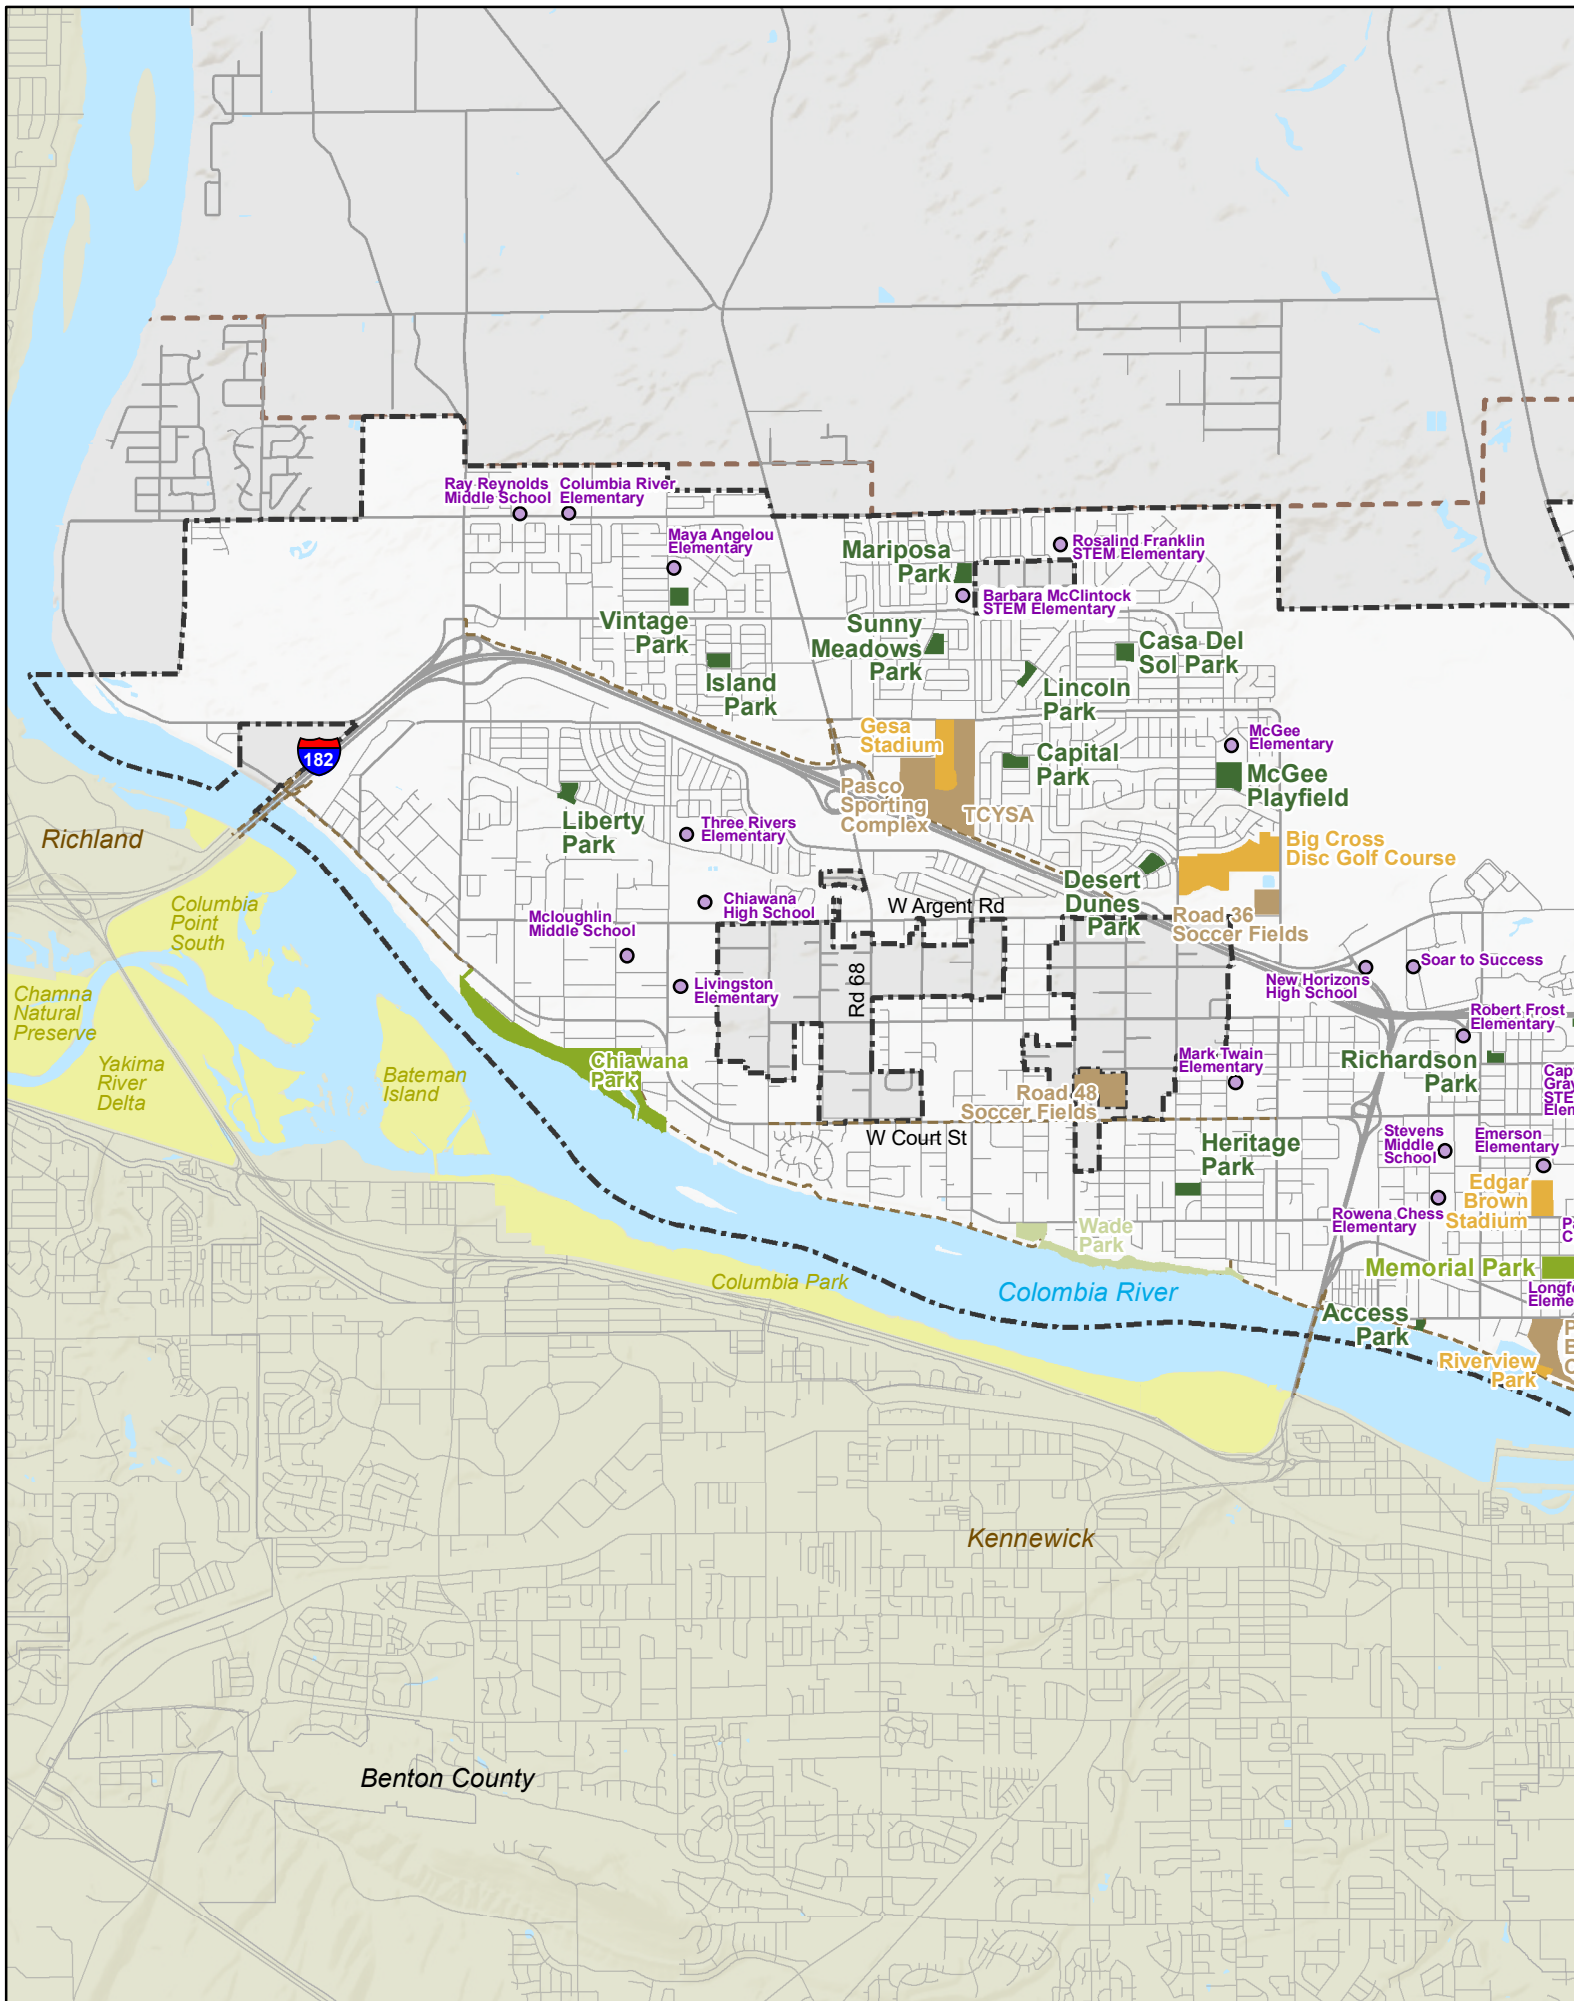 Ray Reynolds
Middle School
Columbia River
Elementary
Maya Angelou
Elementary
Mariposa
Park
Rosalind Franklin
STEM Elementary
Barbara McClintock
STEM Elementary
Vintage
Park
Sunny
Meadows
Park
Casa Del
Sol Park
Island
Park
Lincoln
Park
Gesa
Stadium
Capital
Park
McGee
Elementary
McGee
Playfield
182
Pasco
Sporting
Complex
TCYSA
Liberty
Park
Three Rivers
Elementary
Richland
Big Cross
Disc Golf Course
Desert
Dunes
Park
Columbia
Point
South
Chiawana
High School
W Argent Rd
Road 36
Soccer Fields
Mcloughlin
Middle School
Livingston
Elementary
Rd 68
New Horizons
High School
Soar to Success
Chamna
Natural
Preserve
Robert Frost
Elementary
Yakima
River
Delta
Bateman
Island
Chiawana
Park
Mark Twain
Elementary
Richardson
Park
Capt
Gray
STE
Elem
Road 48
Soccer Fields
W Court St
Heritage
Park
Stevens
Middle
School
Emerson
Elementary
Edgar
Brown
Stadium
Rowena Chess
Elementary
Pa
C
Wade
Park
Columbia Park
Colombia River
Memorial Park
Longfe
Eleme
Access
Park
P
E
C
Riverview
Park
Kennewick
Benton County